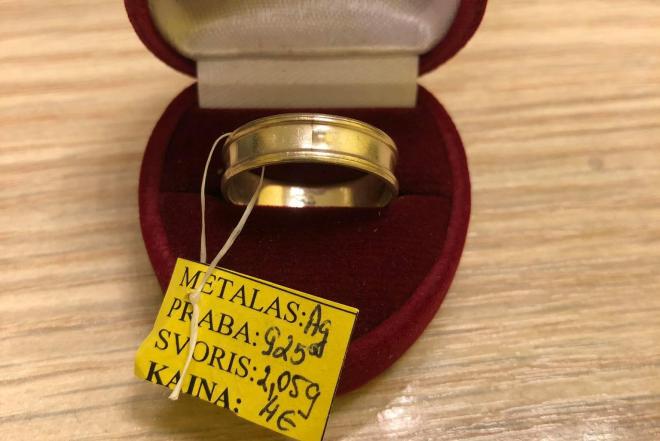 METALAS: Ag
PRABA: 925
SVORIS: 2,05g
KAINA: 4€